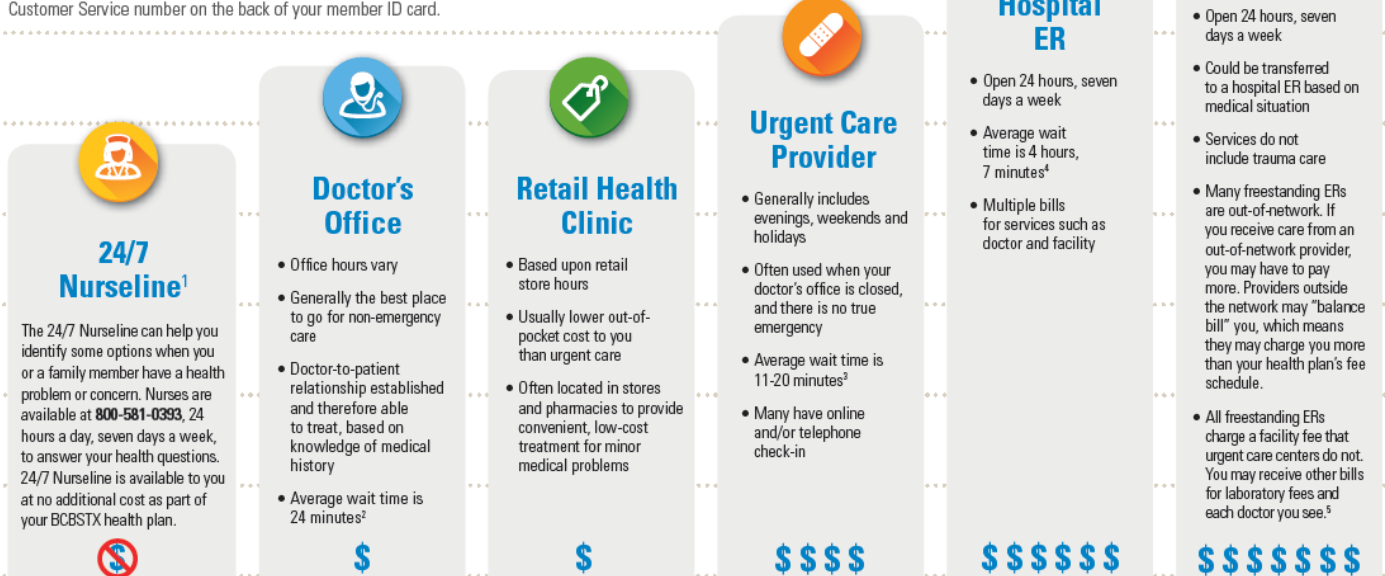 Customer Service number on the back of your member ID card.
24/7
Nurseline¹
The 24/7 Nurseline can help you
identify some options when you
or a family member have a health
problem or concern. Nurses are
available at 800-581-0393, 24
hours a day, seven days a week,
to answer your health questions.
24/7 Nurseline is available to you
at no additional cost as part of
your BCBSTX health plan.
$
Doctor's
Office
• Office hours vary
• Generally the best place
to go for non-emergency
care
• Doctor-to-patient
relationship established
and therefore able
to treat, based on
knowledge of medical
history
• Average wait time is
24 minutes²
$
Retail Health
Clinic
• Based upon retail
store hours
• Usually lower out-of-
pocket cost to you
than urgent care
• Often located in stores
and pharmacies to provide
convenient, low-cost
treatment for minor
medical problems
$
Urgent Care
Provider
• Generally includes
evenings, weekends and
holidays
• Often used when your
doctor's office is closed,
and there is no true
emergency
• Average wait time is
11-20 minutes³
• Many have online
and/or telephone
check-in
$ $ $ $
Hospital
ER
• Open 24 hours, seven
days a week
• Average wait
time is 4 hours,
7 minutes⁴
• Multiple bills
for services such as
doctor and facility
$ $ $ $ $ $
• Open 24 hours, seven
days a week
• Could be transferred
to a hospital ER based on
medical situation
• Services do not
include trauma care
• Many freestanding ERs
are out-of-network. If
you receive care from an
out-of-network provider,
you may have to pay
more. Providers outside
the network may "balance
bill" you, which means
they may charge you more
than your health plan's fee
schedule.
• All freestanding ERs
charge a facility fee that
urgent care centers do not.
You may receive other bills
for laboratory fees and
each doctor you see.⁵
$ $ $ $ $ $ $